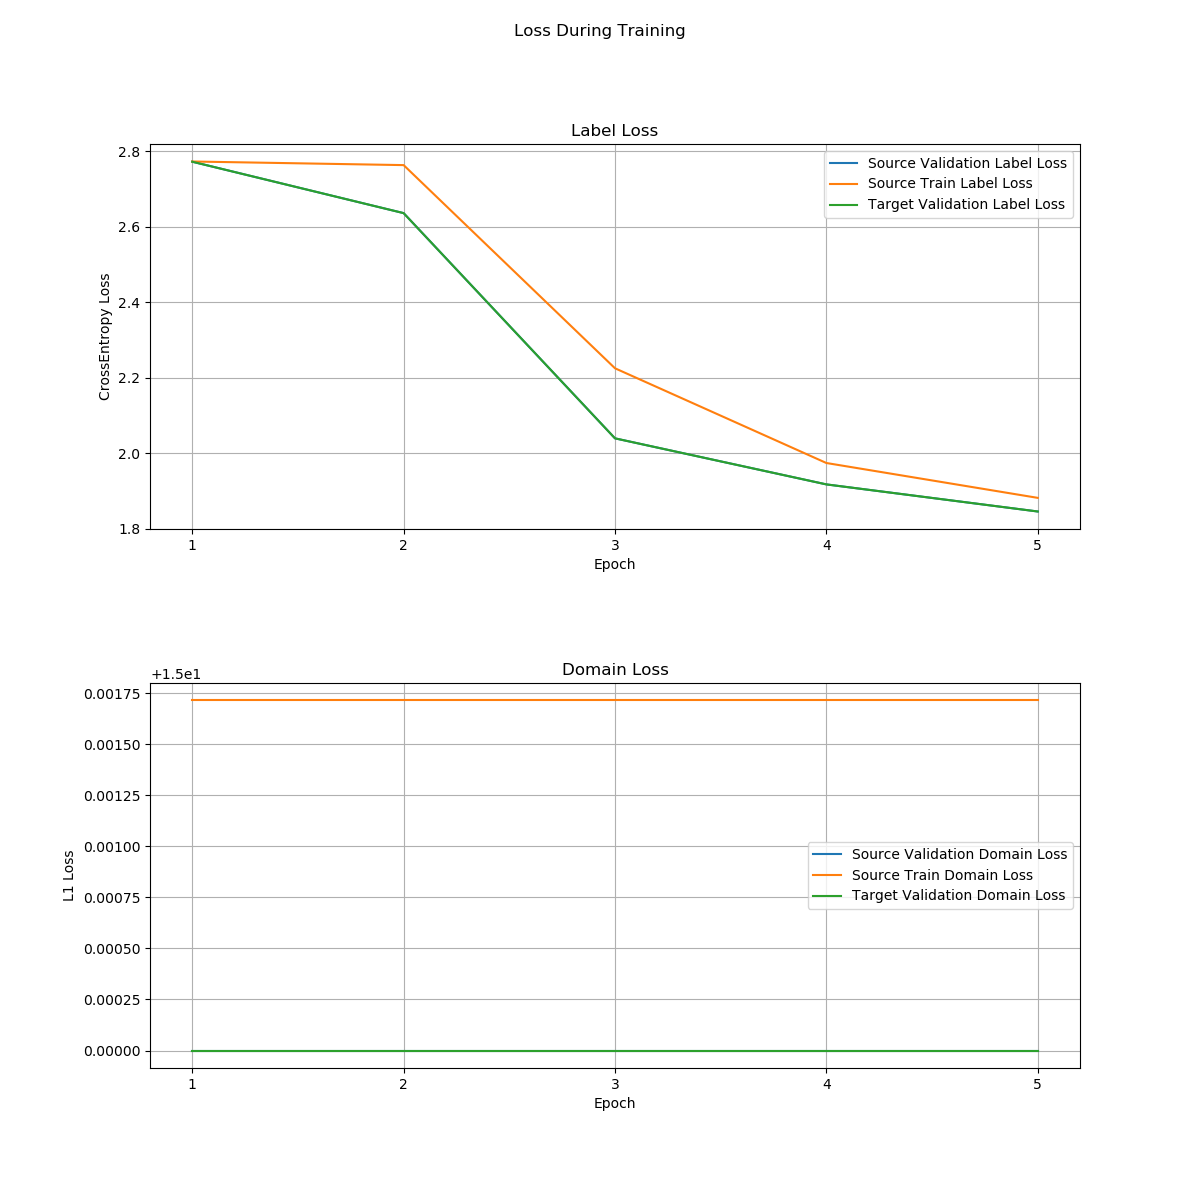 Loss During Training
Label Loss
2.8
2.6
2.4
2.2
2.0
1.8
CrossEntropy Loss
Source Validation Label Loss
Source Train Label Loss
Target Validation Label Loss
1 2 3 4 5
Epoch
Domain Loss
+1.5e1
0.00175
0.00150
0.00125
0.00100
0.00075
0.00050
0.00025
0.00000
L1 Loss
Source Validation Domain Loss
Source Train Domain Loss
Target Validation Domain Loss
1 2 3 4 5
Epoch